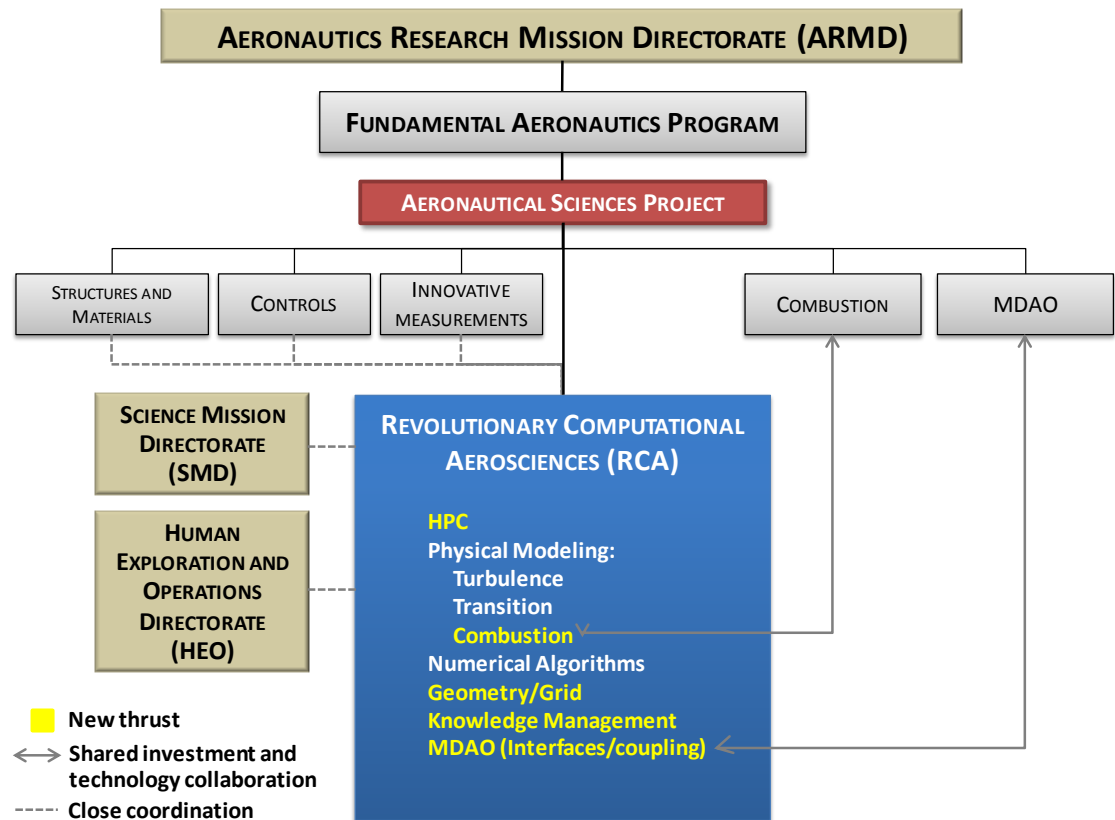 AERONAUTICS RESEARCH MISSION DIRECTORATE (ARMD)
FUNDAMENTAL AERONAUTICS PROGRAM
AERONAUTICAL SCIENCES PROJECT
STRUCTURES AND
MATERIALS
CONTROLS
INNOVATIVE
MEASUREMENTS
COMBUSTION
MDAO
SCIENCE MISSION
DIRECTORATE
(SMD)
HUMAN
EXPLORATION AND
OPERATIONS
DIRECTORATE
(HEO)
REVOLUTIONARY COMPUTATIONAL
AEROSCIENCES (RCA)
HPC
Physical Modeling:
Turbulence
Transition
Combustion
Numerical Algorithms
Geometry/Grid
Knowledge Management
MDAO (Interfaces/coupling)
New thrust
Shared investment and
technology collaboration
Close coordination